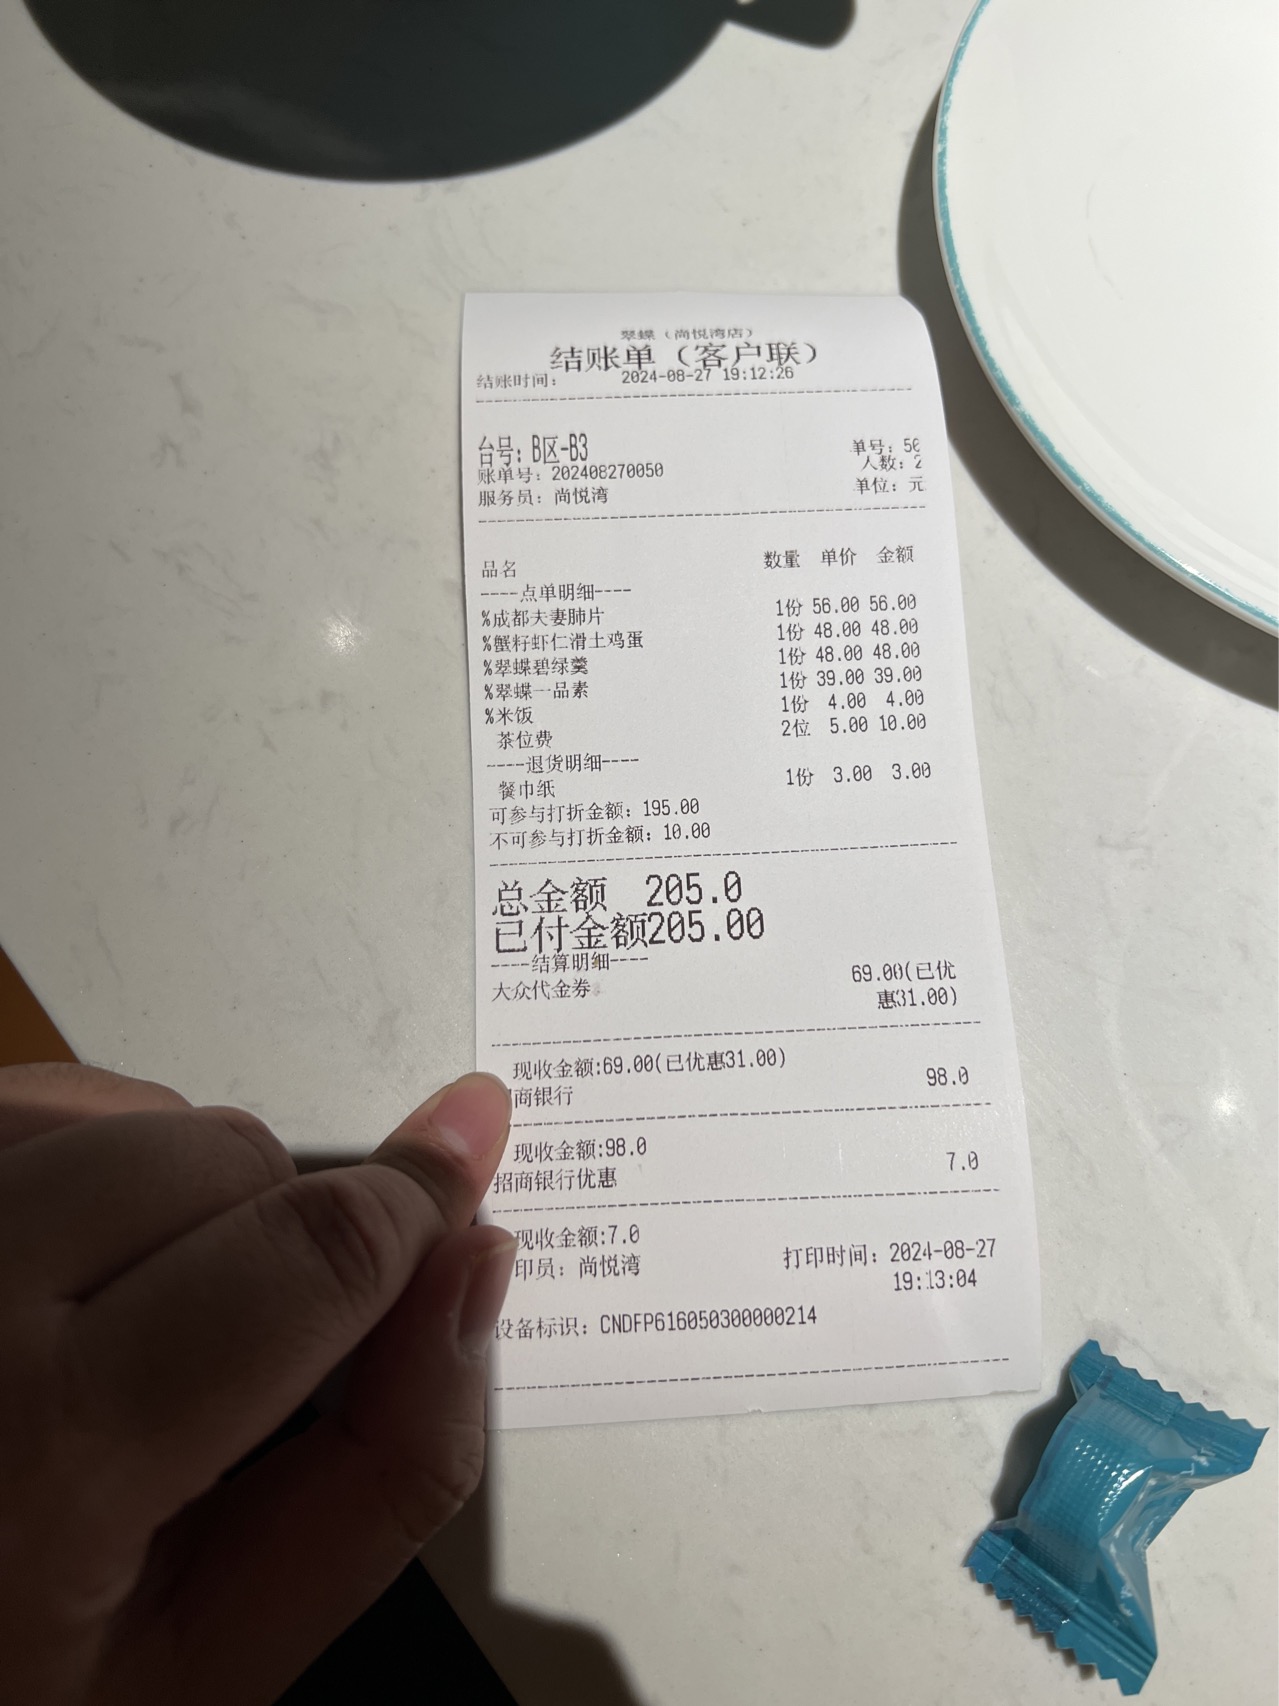 翠蝶（尚悦湾店）
结账单（客户联）
结账时间： 2024-08-27 19:12:26
台号：B区-B3 单号：56
账单号：202408270050 人数：2
服务员：尚悦湾 单位：元
品名 数量 单价 金额
----点单明细----
%成都夫妻肺片 1份 56.00 56.00
%蟹籽虾仁滑土鸡蛋 1份 48.00 48.00
%翠蝶碧绿羹 1份 48.00 48.00
%翠蝶一品素 1份 39.00 39.00
%米饭 1份 4.00 4.00
茶位费 2位 5.00 10.00
----退货明细----
餐巾纸 1份 3.00 3.00
可参与打折金额：195.00
不可参与打折金额：10.00
总金额 205.0
已付金额205.00
----结算明细----
大众代金券 69.00(已优
惠31.00)
现收金额:69.00(已优惠31.00)
商银行 98.0
现收金额:98.0
招商银行优惠 7.0
现收金额:7.0
印员：尚悦湾 打印时间：2024-08-27
19:13:04
设备标识：CNDFP616050300000214